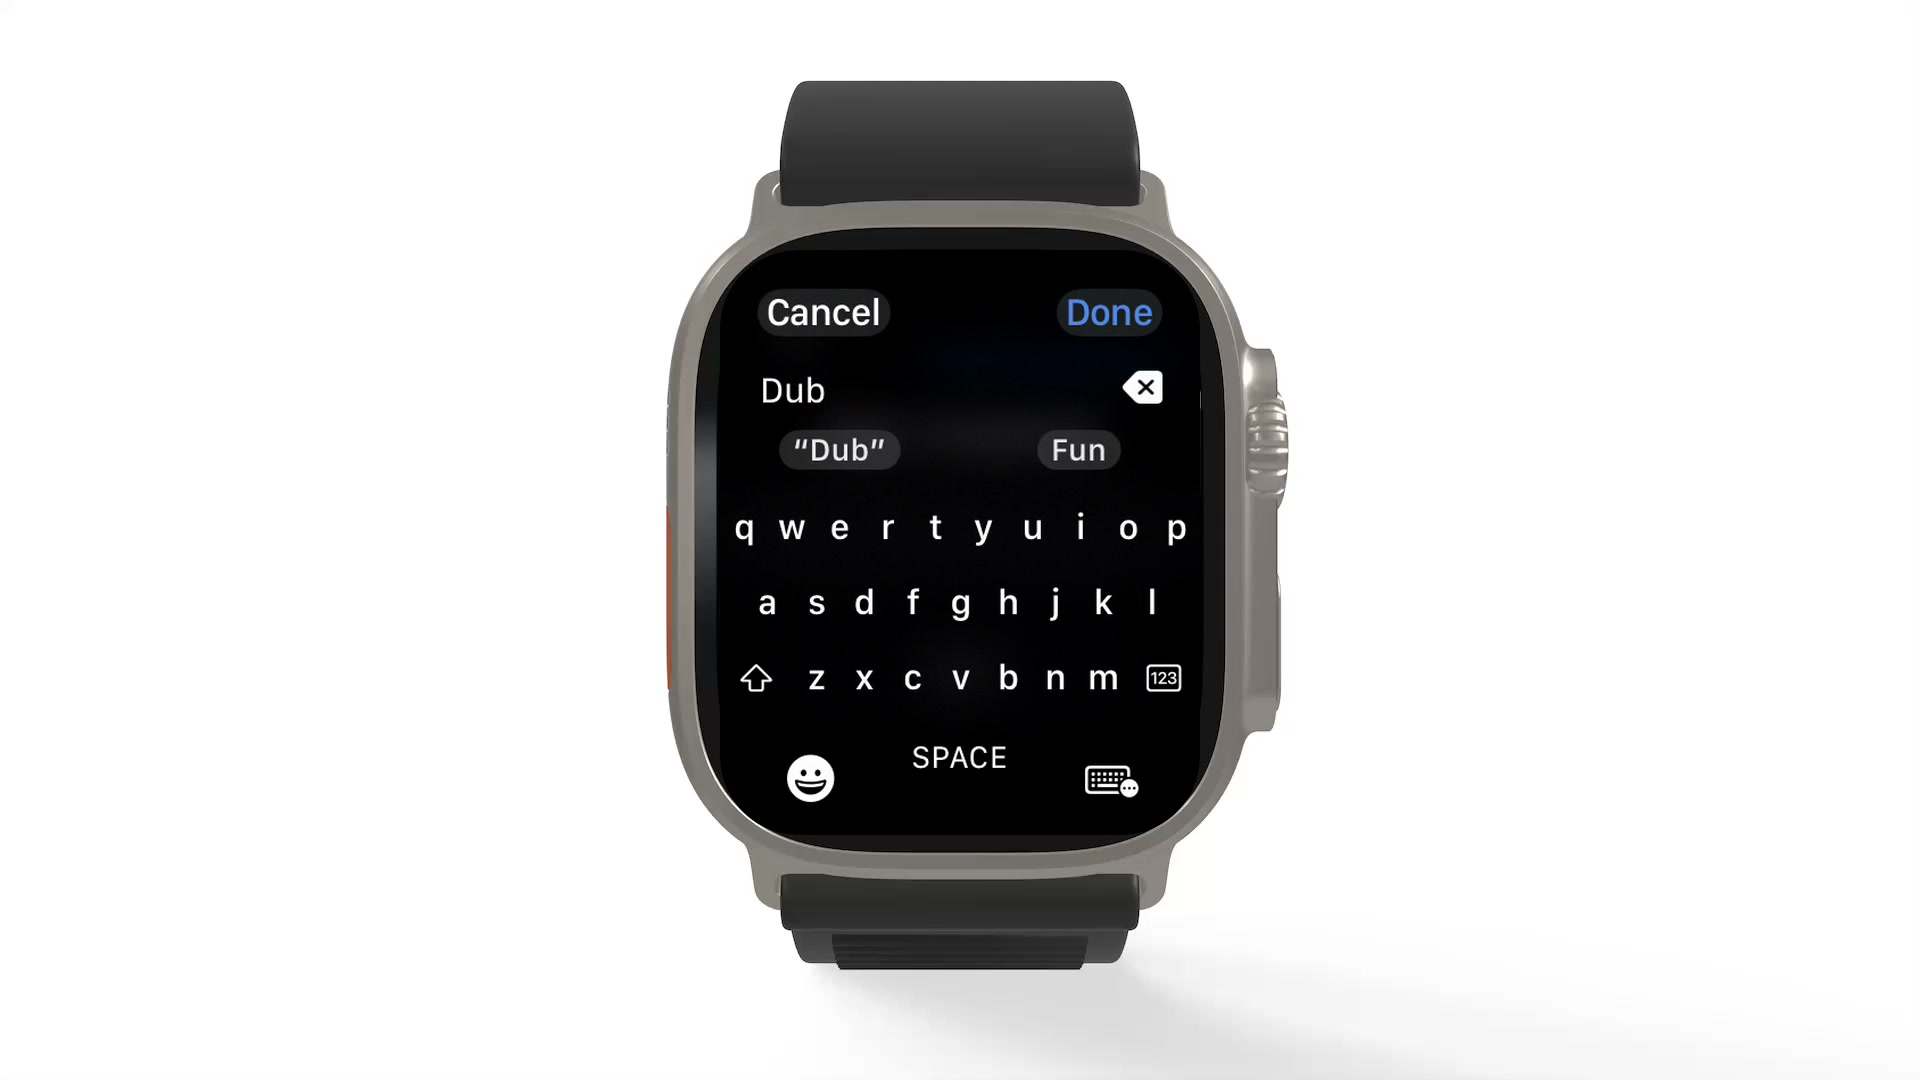 Cancel Done
Dub
“Dub” Fun
q w e r t y u i o p
a s d f g h j k l
z x c v b n m 123
SPACE